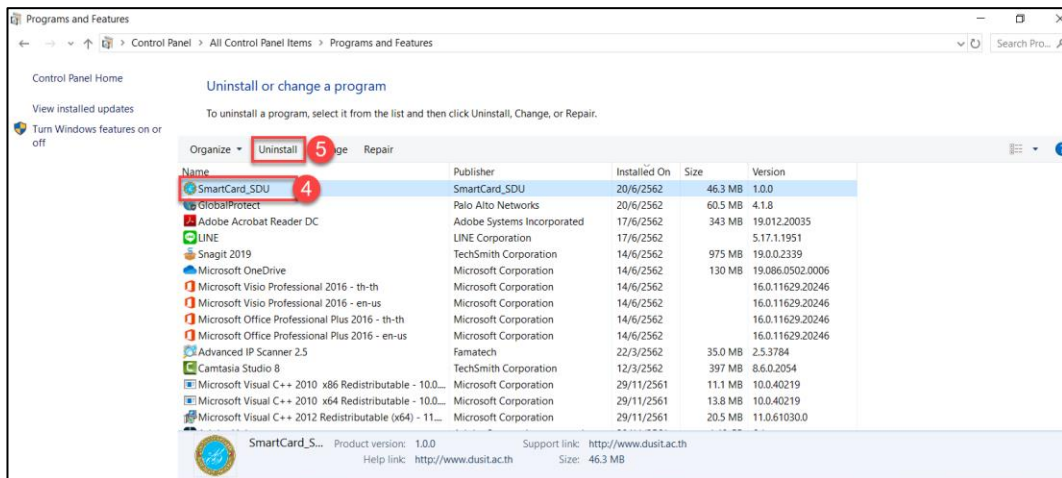 Programs and Features
Control Panel > All Control Panel Items > Programs and Features
Search Pro...
Control Panel Home
Uninstall or change a program
View installed updates
To uninstall a program, select it from the list and then click Uninstall, Change, or Repair.
Turn Windows features on or
off
Organize Uninstall 5 ge Repair
Name Publisher Installed On Size Version
SmartCard_SDU 4 SmartCard_SDU 20/6/2562 46.3 MB 1.0.0
GlobalProtect Palo Alto Networks 20/6/2562 60.5 MB 4.1.8
Adobe Acrobat Reader DC Adobe Systems Incorporated 17/6/2562 343 MB 19.012.20035
LINE LINE Corporation 17/6/2562 5.17.1.1951
Snagit 2019 TechSmith Corporation 14/6/2562 975 MB 19.0.0.2339
Microsoft OneDrive Microsoft Corporation 14/6/2562 130 MB 19.086.0502.0006
Microsoft Visio Professional 2016 - th-th Microsoft Corporation 14/6/2562 16.0.11629.20246
Microsoft Visio Professional 2016 - en-us Microsoft Corporation 14/6/2562 16.0.11629.20246
Microsoft Office Professional Plus 2016 - th-th Microsoft Corporation 14/6/2562 16.0.11629.20246
Microsoft Office Professional Plus 2016 - en-us Microsoft Corporation 14/6/2562 16.0.11629.20246
Advanced IP Scanner 2.5 Famatech 22/3/2562 35.0 MB 2.5.3784
Camtasia Studio 8 TechSmith Corporation 12/3/2562 397 MB 8.6.0.2054
Microsoft Visual C++ 2010 x86 Redistributable - 10.0.... Microsoft Corporation 29/11/2561 11.1 MB 10.0.40219
Microsoft Visual C++ 2010 x64 Redistributable - 10.0.... Microsoft Corporation 29/11/2561 13.8 MB 10.0.40219
Microsoft Visual C++ 2012 Redistributable (x64) - 11.... Microsoft Corporation 29/11/2561 20.5 MB 11.0.61030.0
SmartCard_S... Product version: 1.0.0 Support link: http://www.dusit.ac.th
Help link: http://www.dusit.ac.th Size: 46.3 MB